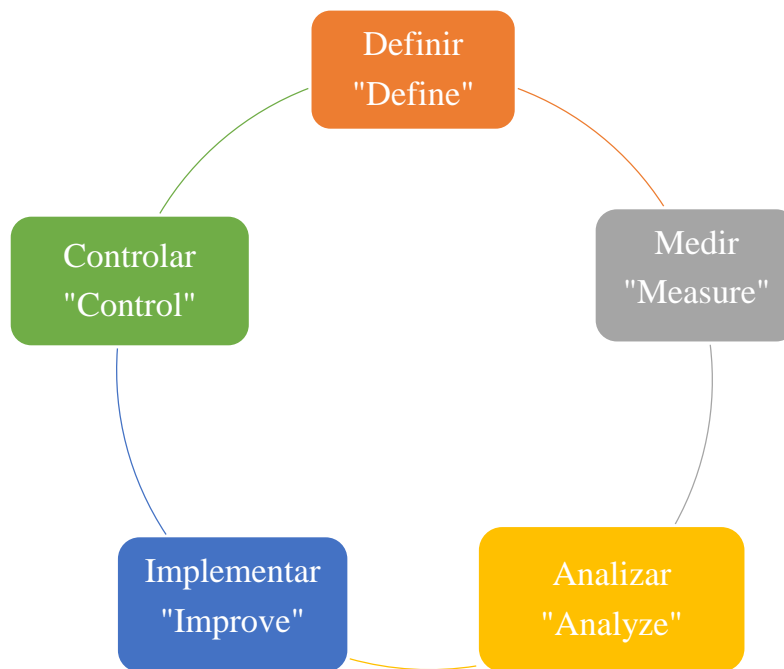 Definir
"Define"
Medir
"Measure"
Analizar
"Analyze"
Implementar
"Improve"
Controlar
"Control"